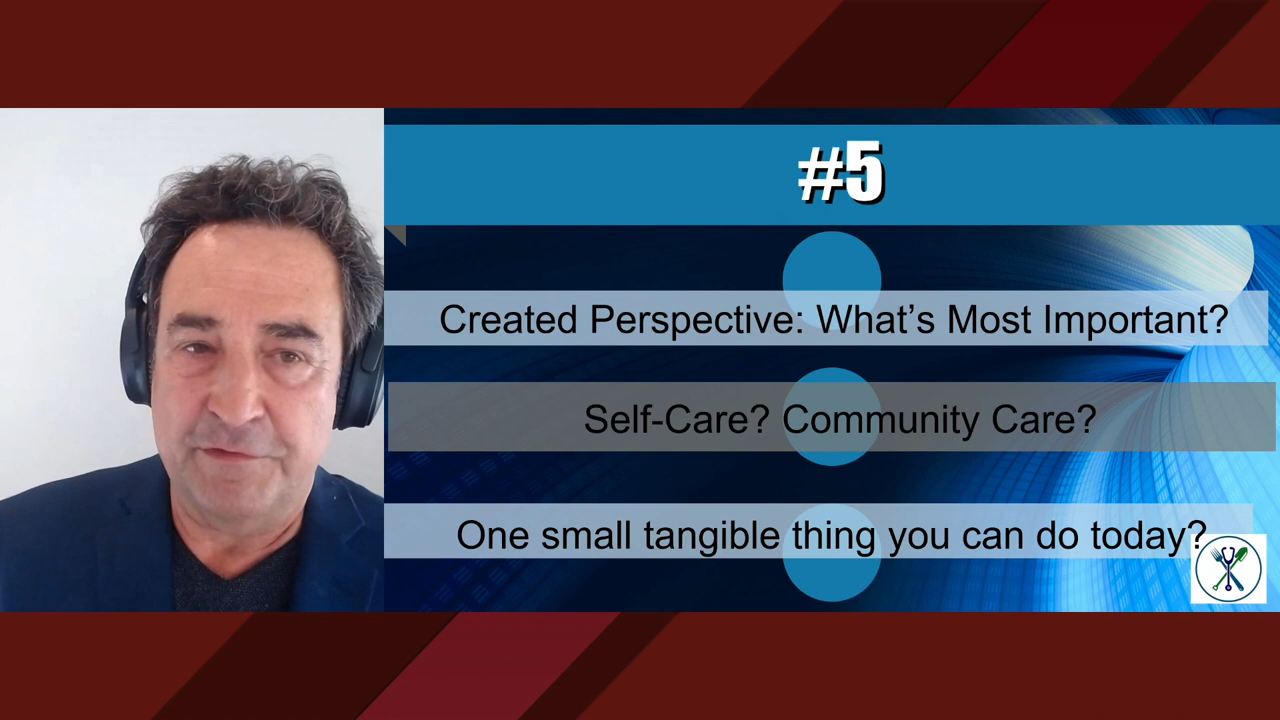 #5
Created Perspective: What’s Most Important?
Self-Care? Community Care?
One small tangible thing you can do today?